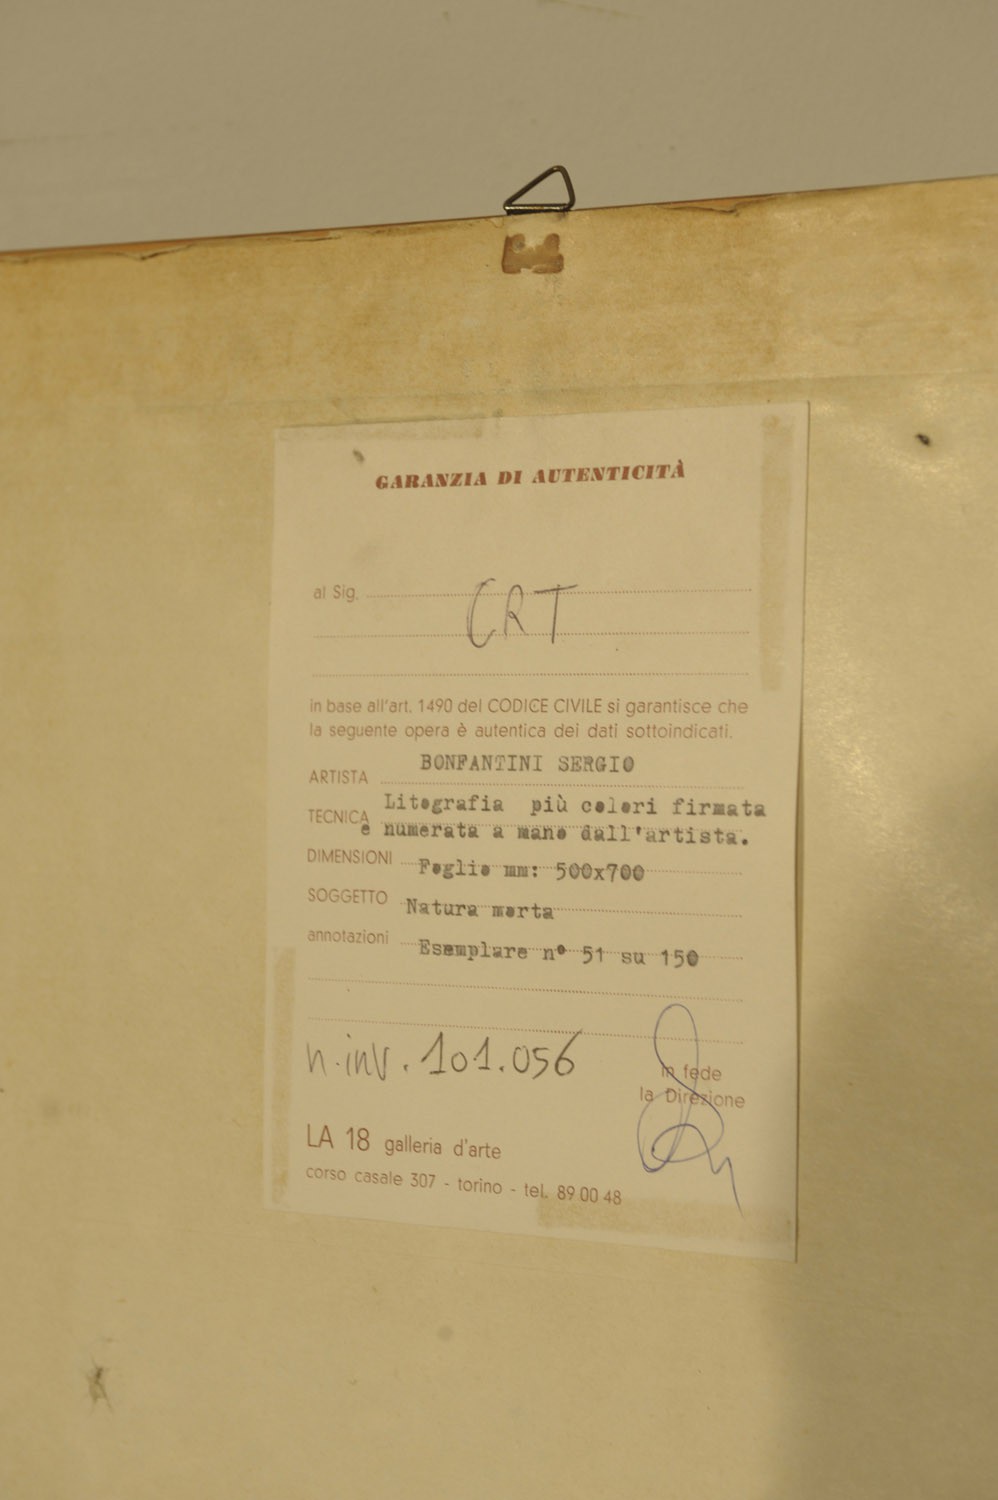 GARANZIA DI AUTENTICITÀ
al Sig. CRT
in base all'art. 1490 del CODICE CIVILE si garantisce che
la seguente opera è autentica dei dati sottoindicati.
ARTISTA BONFANTINI SERGIO
TECNICA Litografia più colori firmata
e numerata a mano dall'artista.
DIMENSIONI Foglio mm: 500x700
SOGGETTO Natura morta
annotazioni Esemplare n° 51 su 150
n.inv. 101.056
in fede
la Direzione
LA 18 galleria d'arte
corso casale 307 - torino - tel. 89 00 48